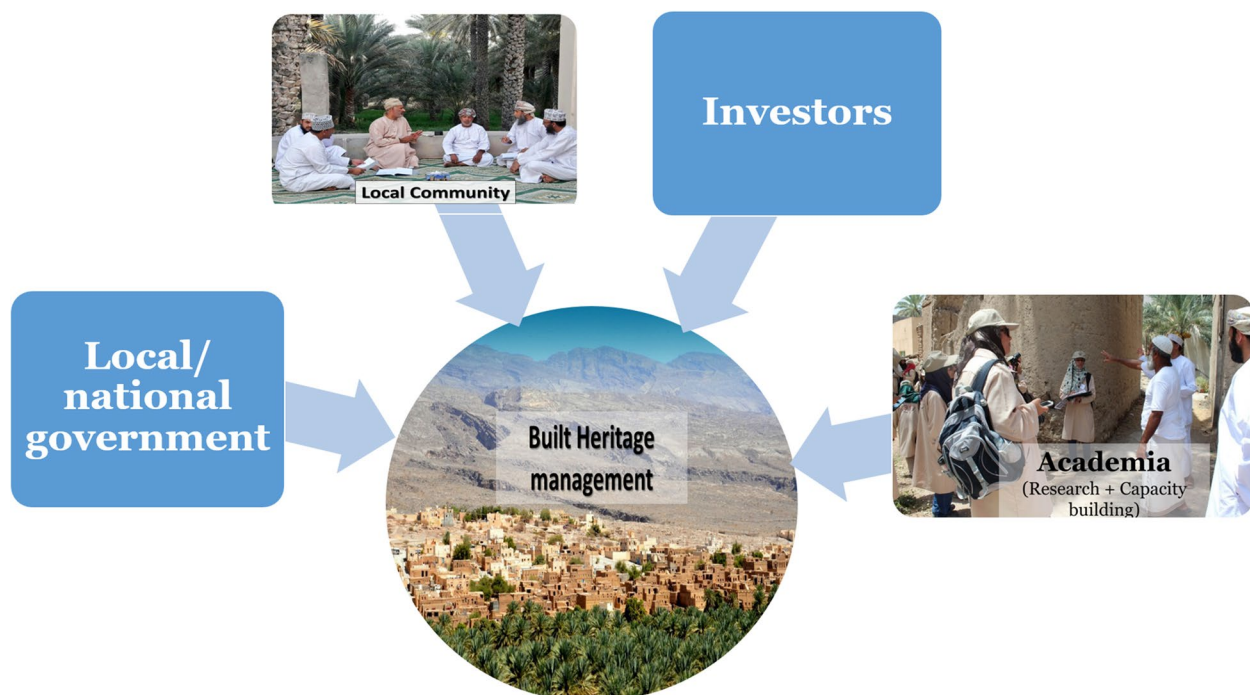 Local Community
Investors
Local/
national
government
Built Heritage
management
Academia
(Research + Capacity
building)